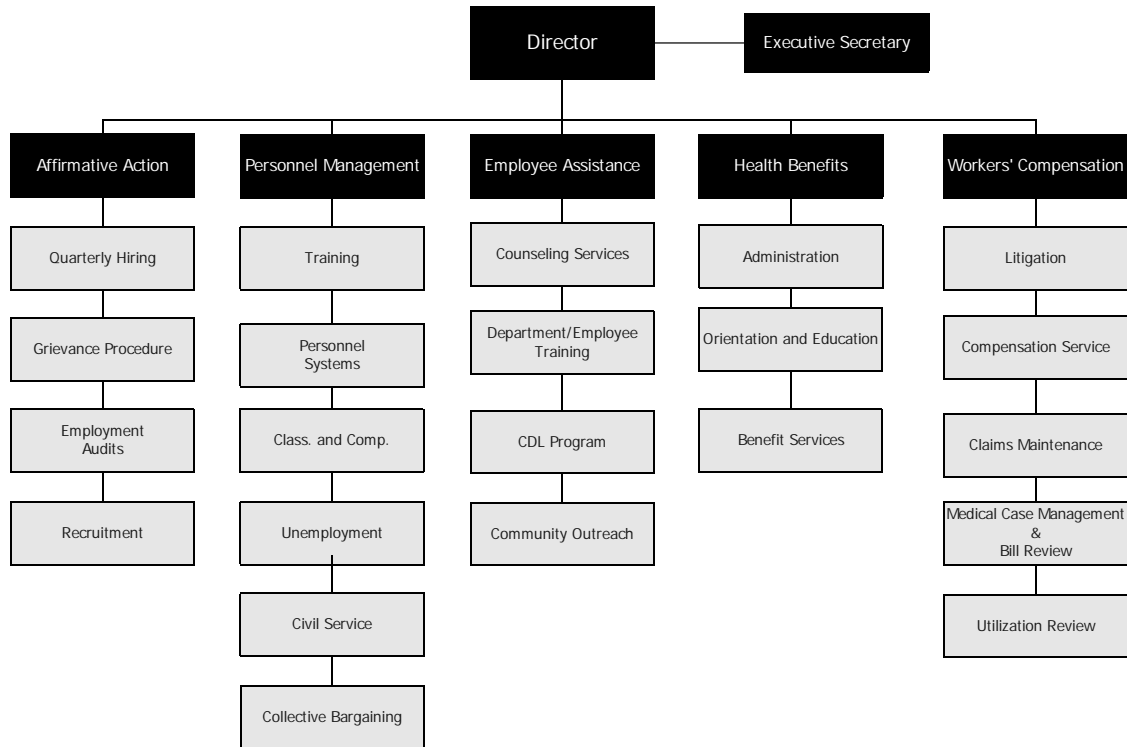 Director
Executive Secretary
Affirmative Action
Personnel Management
Employee Assistance
Health Benefits
Workers' Compensation
Quarterly Hiring
Grievance Procedure
Employment
Audits
Recruitment
Training
Personnel
Systems
Class. and Comp.
Unemployment
Civil Service
Collective Bargaining
Counseling Services
Department/Employee
Training
CDL Program
Community Outreach
Administration
Orientation and Education
Benefit Services
Litigation
Compensation Service
Claims Maintenance
Medical Case Management
&
Bill Review
Utilization Review